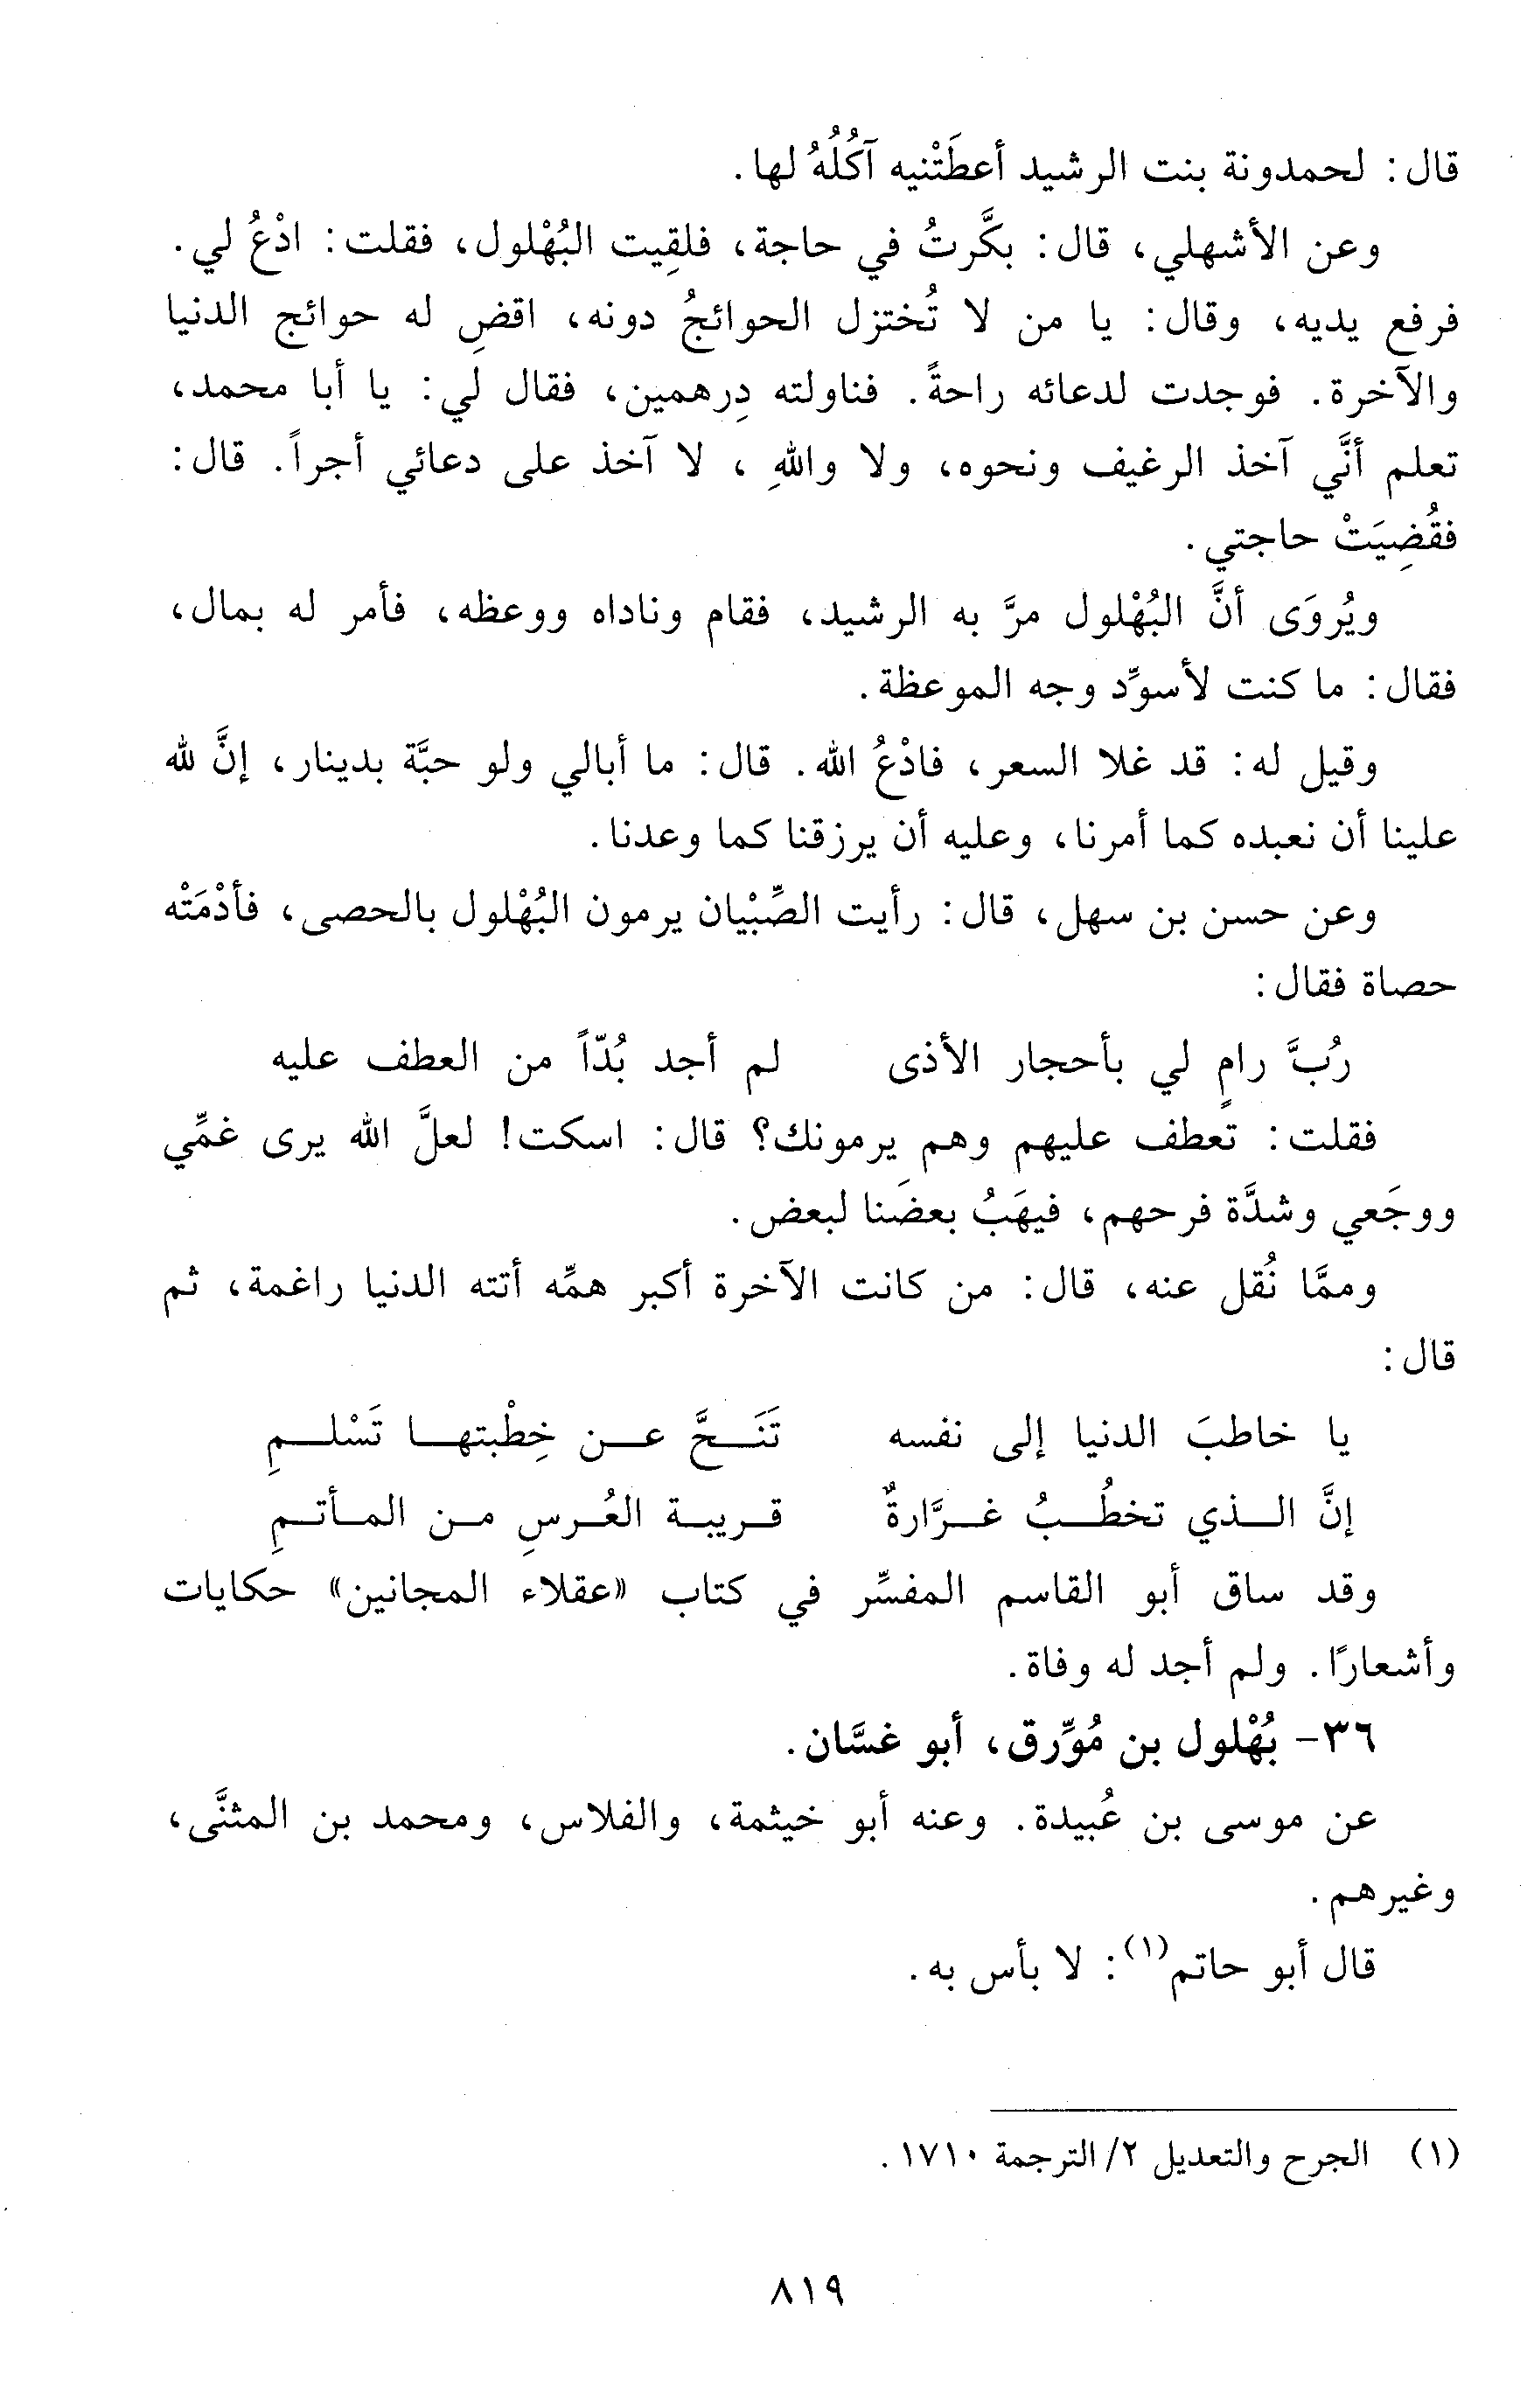 قال: لحمدونة بنت الرشيد أعطَتْنيه آكُلُهُ لها.
وعن الأشهلي، قال: بكَّرتُ في حاجة، فلقِيت البُهْلول، فقلت: ادْعُ لي.
فرفع يديه، وقال: يا من لا تُختزل الحوائجُ دونه، اقضِ له حوائج الدنيا
والآخرة. فوجدت لدعائه راحةً. فناولته دِرهمين، فقال لي: يا أبا محمد،
تعلم أنَّي آخذ الرغيف ونحوه، ولا واللهِ، لا آخذ على دعائي أجراً. قال:
فقُضِيَتْ حاجتي.
ويُروَى أنَّ البُهْلول مرَّ به الرشيد، فقام وناداه ووعظه، فأمر له بمال،
فقال: ما كنت لأسوِّد وجه الموعظة.
وقيل له: قد غلا السعر، فادْعُ الله. قال: ما أبالي ولو حبَّة بدينار، إنَّ لله
علينا أن نعبده كما أمرنا، وعليه أن يرزقنا كما وعدنا.
وعن حسن بن سهل، قال: رأيت الصِّبْيان يرمون البُهْلول بالحصى، فأدْمَتْه
حصاة فقال:
رُبَّ رامٍ لي بأحجار الأذى لم أجد بُدّاً من العطف عليه
فقلت: تعطف عليهم وهم يرمونك؟ قال: اسكت! لعلَّ الله يرى غمِّي
ووجَعي وشدَّة فرحهم، فيهَبُ بعضَنا لبعض.
وممَّا نُقل عنه، قال: من كانت الآخرة أكبر همِّه أتته الدنيا راغمة، ثم
قال:
يا خاطبَ الدنيا إلى نفسه تَنَحَّ عن خِطْبتها تَسْلمِ
إنَّ الذي تخطُبُ غرَّارةٌ قريبة العُرسِ من المأتمِ
وقد ساق أبو القاسم المفسِّر في كتاب «عقلاء المجانين» حكايات
وأشعارًا. ولم أجد له وفاة.
٣٦- بُهْلول بن مُورِّق، أبو غسَّان.
عن موسى بن عُبيدة. وعنه أبو خيثمة، والفلاس، ومحمد بن المثنَّى،
وغيرهم.
قال أبو حاتم(١): لا بأس به.
(١) الجرح والتعديل ٢/ الترجمة ١٧١٠.
٨١٩